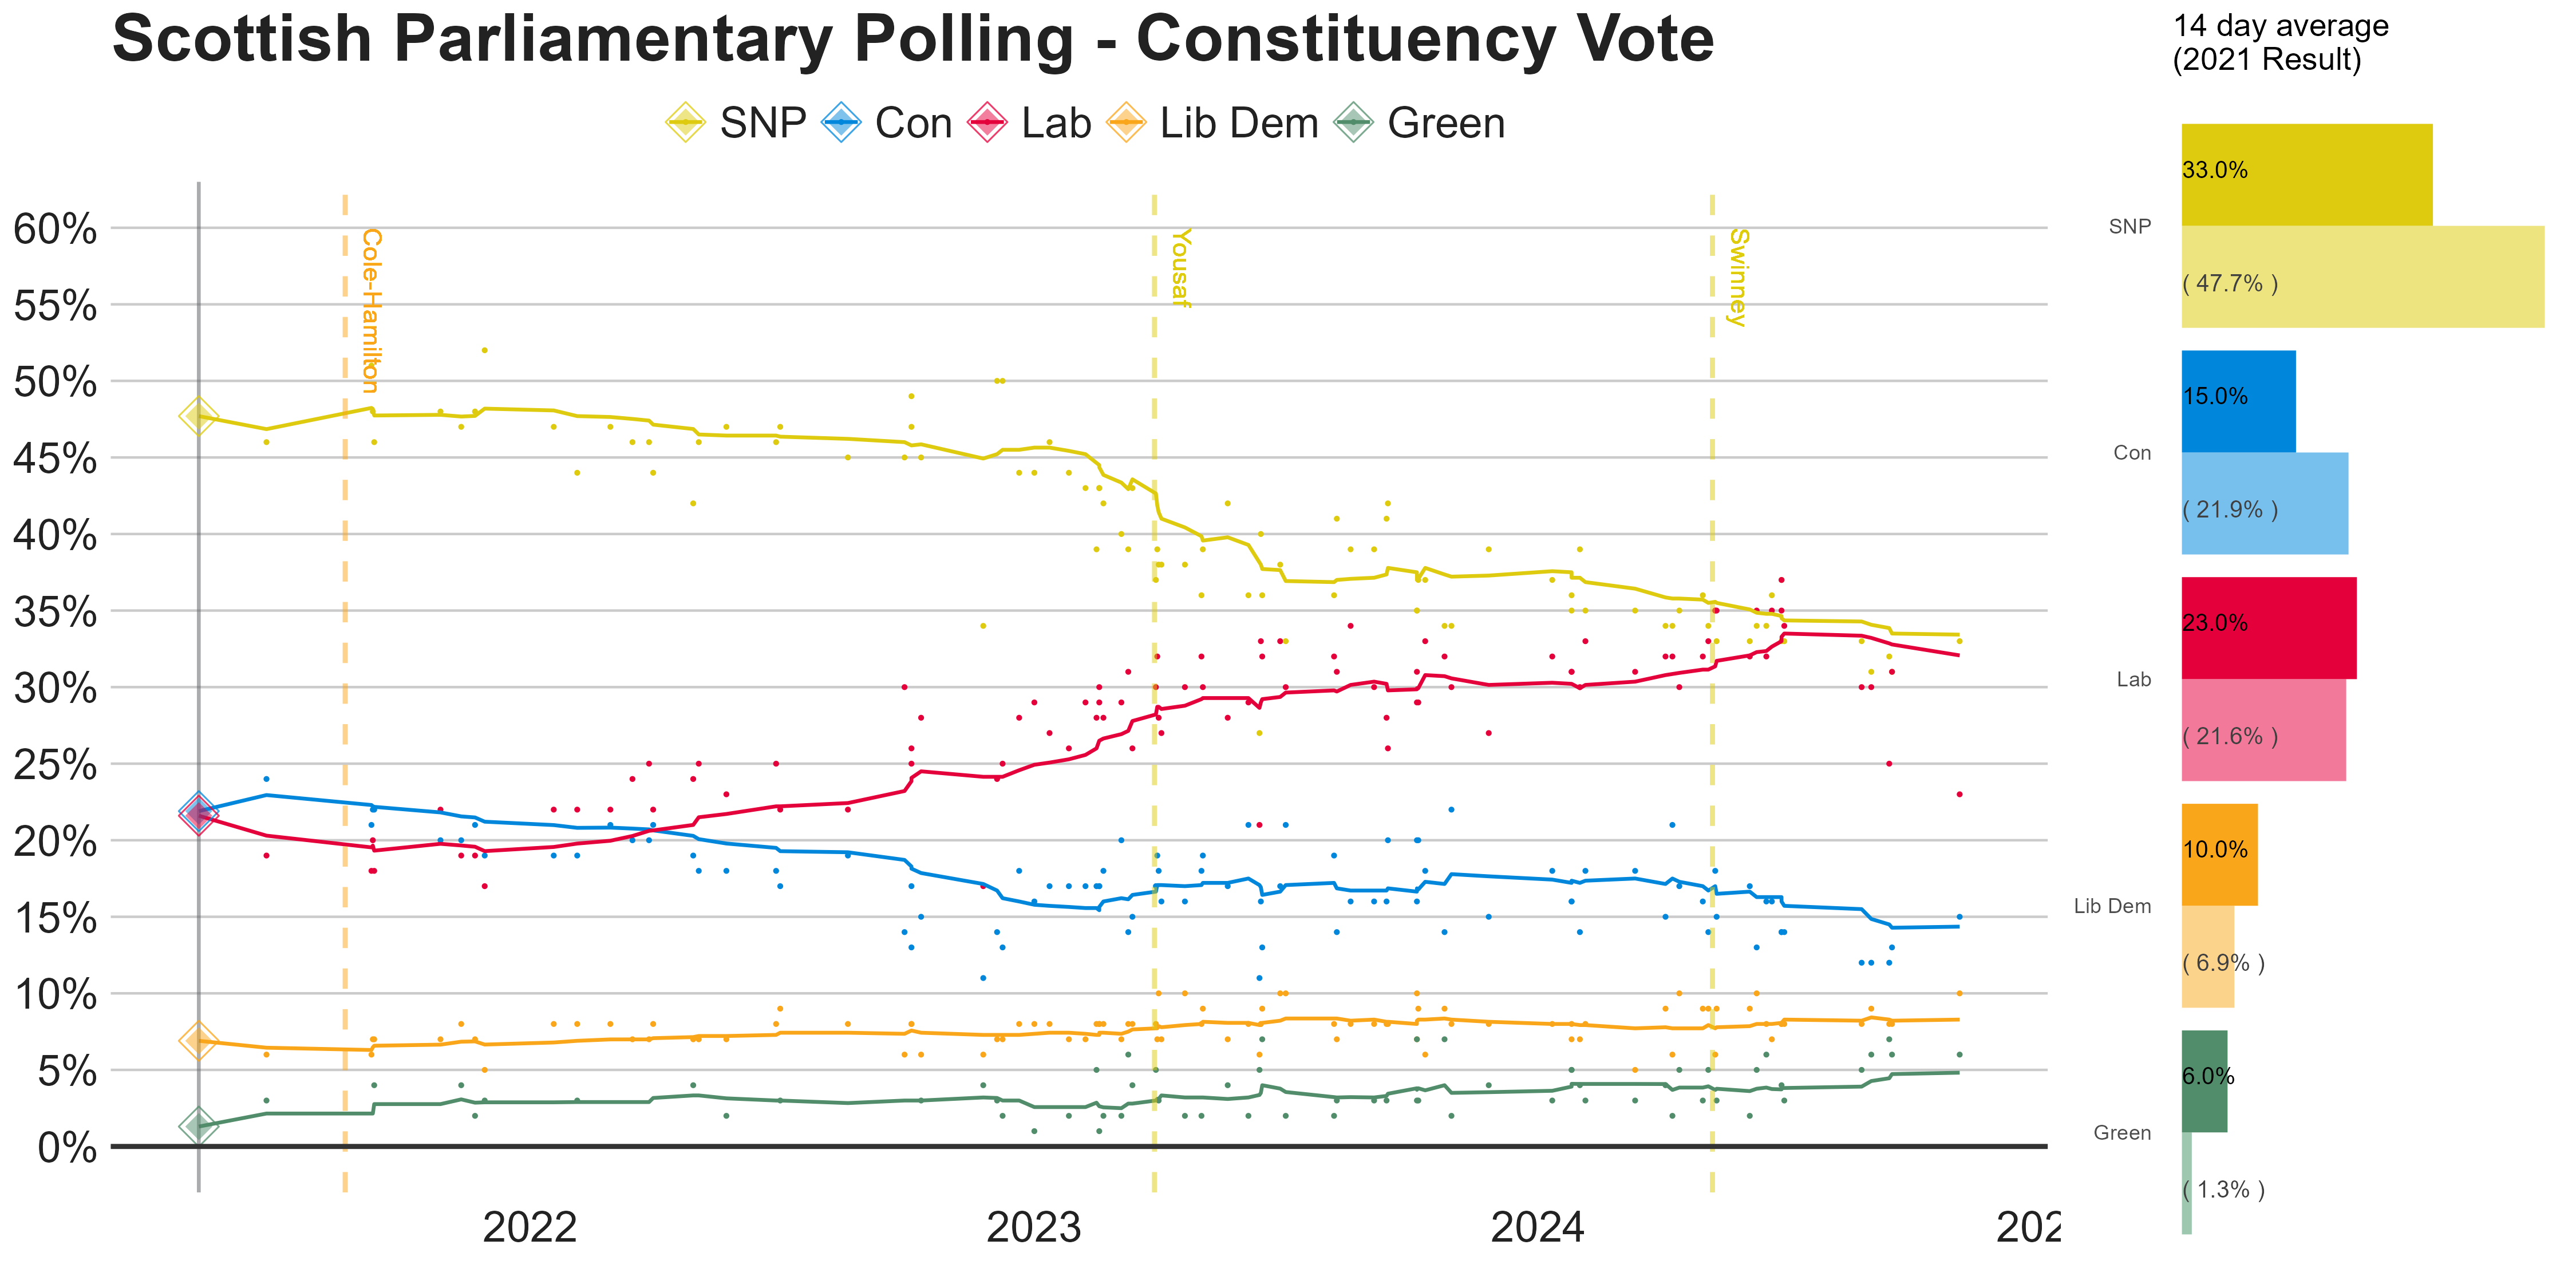 Scottish Parliamentary Polling - Constituency Vote
14 day average
(2021 Result)
SNP Con Lab Lib Dem Green
60%
55%
50%
45%
40%
35%
30%
25%
20%
15%
10%
5%
0%
Cole-Hamilton
Yousaf
Swinney
2022
2023
2024
202
SNP
33.0%
( 47.7% )
Con
15.0%
( 21.9% )
Lab
23.0%
( 21.6% )
Lib Dem
10.0%
( 6.9% )
Green
6.0%
( 1.3% )